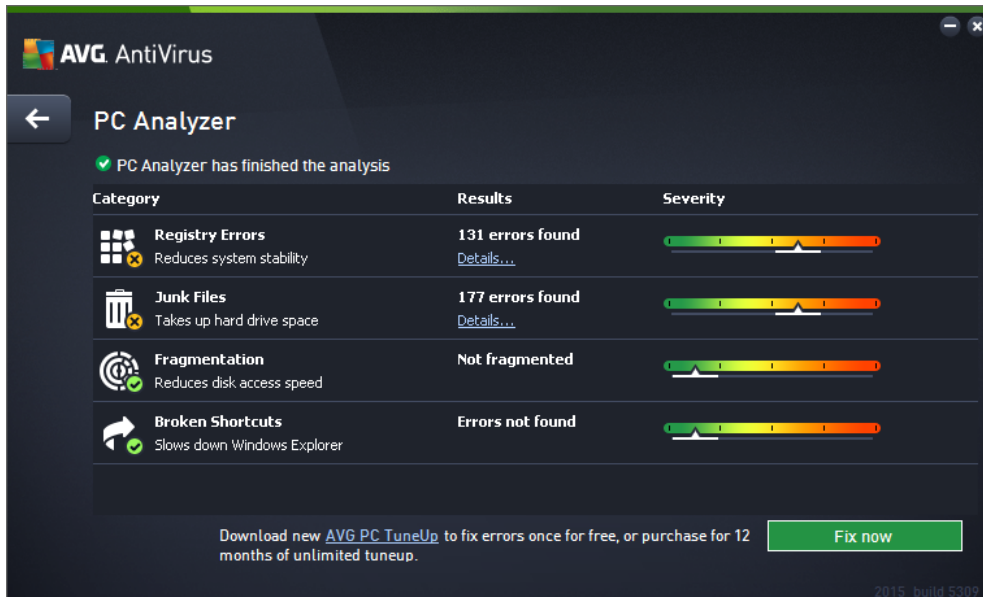 AVG. AntiVirus
PC Analyzer
PC Analyzer has finished the analysis
Category Results Severity
Registry Errors 131 errors found
Reduces system stability Details...
Junk Files 177 errors found
Takes up hard drive space Details...
Fragmentation Not fragmented
Reduces disk access speed
Broken Shortcuts Errors not found
Slows down Windows Explorer
Download new AVG PC TuneUp to fix errors once for free, or purchase for 12
months of unlimited tuneup.
Fix now
2015 build 5309